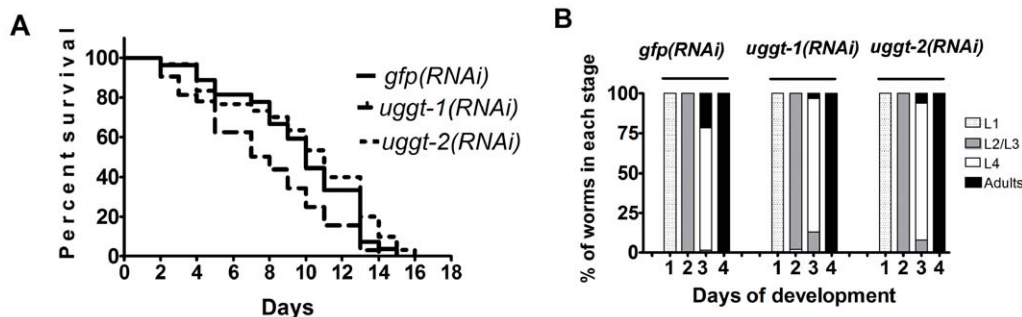 A
Percent survival
100
80
60
40
20
0
0 2 4 6 8 10 12 14 16 18
Days
gfp(RNAi)
uggt-1(RNAi)
uggt-2(RNAi)
B
gfp(RNAi) uggt-1(RNAi) uggt-2(RNAi)
% of worms in each stage
100
75
50
25
0
1 2 3 4 1 2 3 4 1 2 3 4
Days of development
L1
L2/L3
L4
Adults